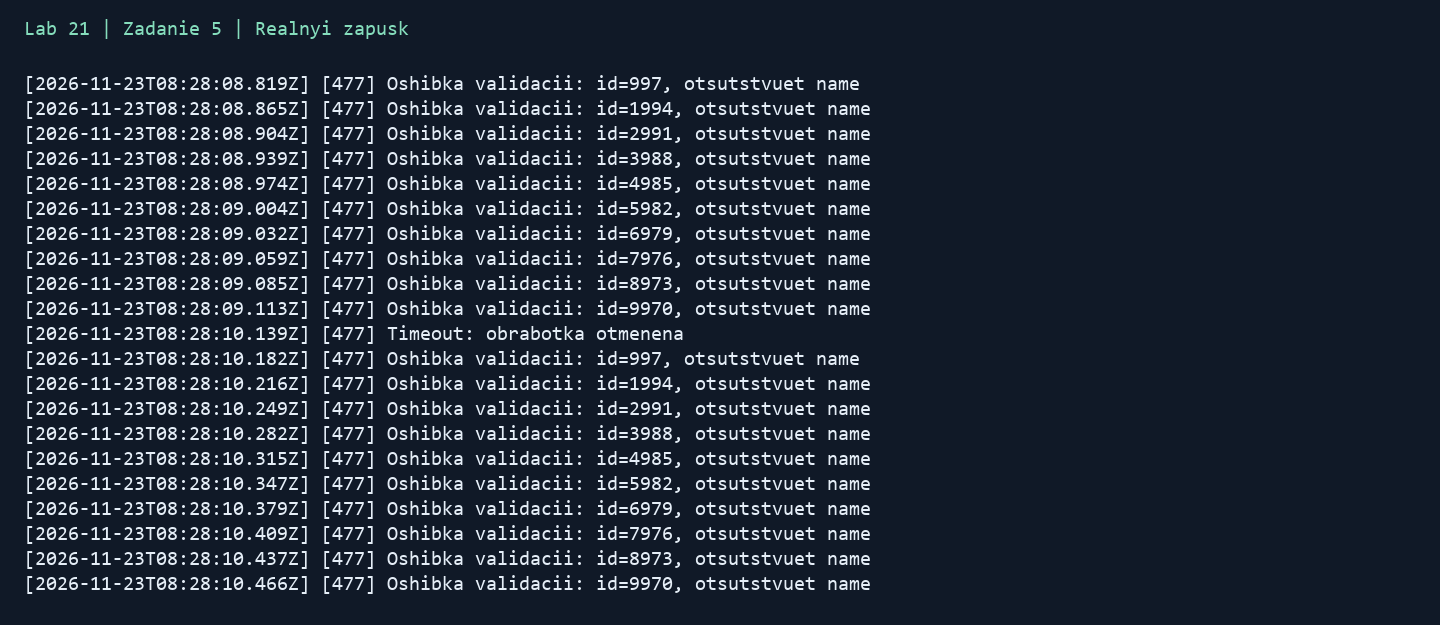 Lab 21 | Zadanie 5 | Realnyi zapusk
[2026-11-23T08:28:08.819Z] [477] Oshibka validacii: id=997, otsutstvuet name
[2026-11-23T08:28:08.865Z] [477] Oshibka validacii: id=1994, otsutstvuet name
[2026-11-23T08:28:08.904Z] [477] Oshibka validacii: id=2991, otsutstvuet name
[2026-11-23T08:28:08.939Z] [477] Oshibka validacii: id=3988, otsutstvuet name
[2026-11-23T08:28:08.974Z] [477] Oshibka validacii: id=4985, otsutstvuet name
[2026-11-23T08:28:09.004Z] [477] Oshibka validacii: id=5982, otsutstvuet name
[2026-11-23T08:28:09.032Z] [477] Oshibka validacii: id=6979, otsutstvuet name
[2026-11-23T08:28:09.059Z] [477] Oshibka validacii: id=7976, otsutstvuet name
[2026-11-23T08:28:09.085Z] [477] Oshibka validacii: id=8973, otsutstvuet name
[2026-11-23T08:28:09.113Z] [477] Oshibka validacii: id=9970, otsutstvuet name
[2026-11-23T08:28:10.139Z] [477] Timeout: obrabotka otmenena
[2026-11-23T08:28:10.182Z] [477] Oshibka validacii: id=997, otsutstvuet name
[2026-11-23T08:28:10.216Z] [477] Oshibka validacii: id=1994, otsutstvuet name
[2026-11-23T08:28:10.249Z] [477] Oshibka validacii: id=2991, otsutstvuet name
[2026-11-23T08:28:10.282Z] [477] Oshibka validacii: id=3988, otsutstvuet name
[2026-11-23T08:28:10.315Z] [477] Oshibka validacii: id=4985, otsutstvuet name
[2026-11-23T08:28:10.347Z] [477] Oshibka validacii: id=5982, otsutstvuet name
[2026-11-23T08:28:10.379Z] [477] Oshibka validacii: id=6979, otsutstvuet name
[2026-11-23T08:28:10.409Z] [477] Oshibka validacii: id=7976, otsutstvuet name
[2026-11-23T08:28:10.437Z] [477] Oshibka validacii: id=8973, otsutstvuet name
[2026-11-23T08:28:10.466Z] [477] Oshibka validacii: id=9970, otsutstvuet name